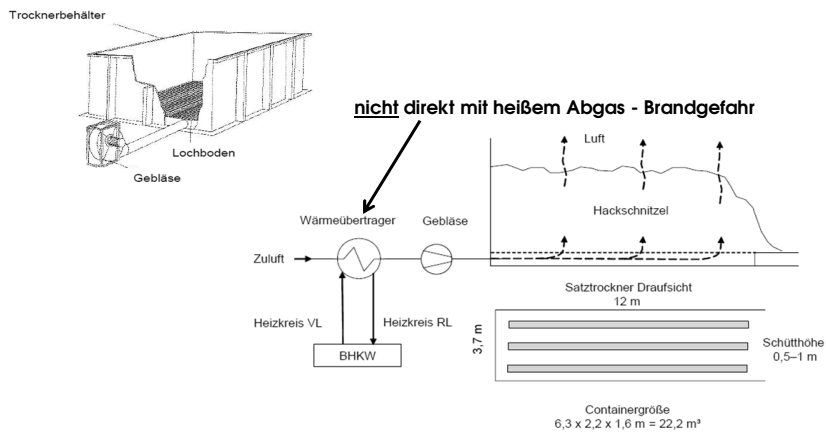 Trocknerbehälter
Lochboden
Gebläse
nicht direkt mit heißem Abgas - Brandgefahr
Luft
Hackschnitzel
Wärmeübertrager
Gebläse
Zuluft
Heizkreis VL
Heizkreis RL
BHKW
Satztrockner Draufsicht
12 m
3,7 m
Schütthöhe
0,5–1 m
Containergröße
6,3 x 2,2 x 1,6 m = 22,2 m³